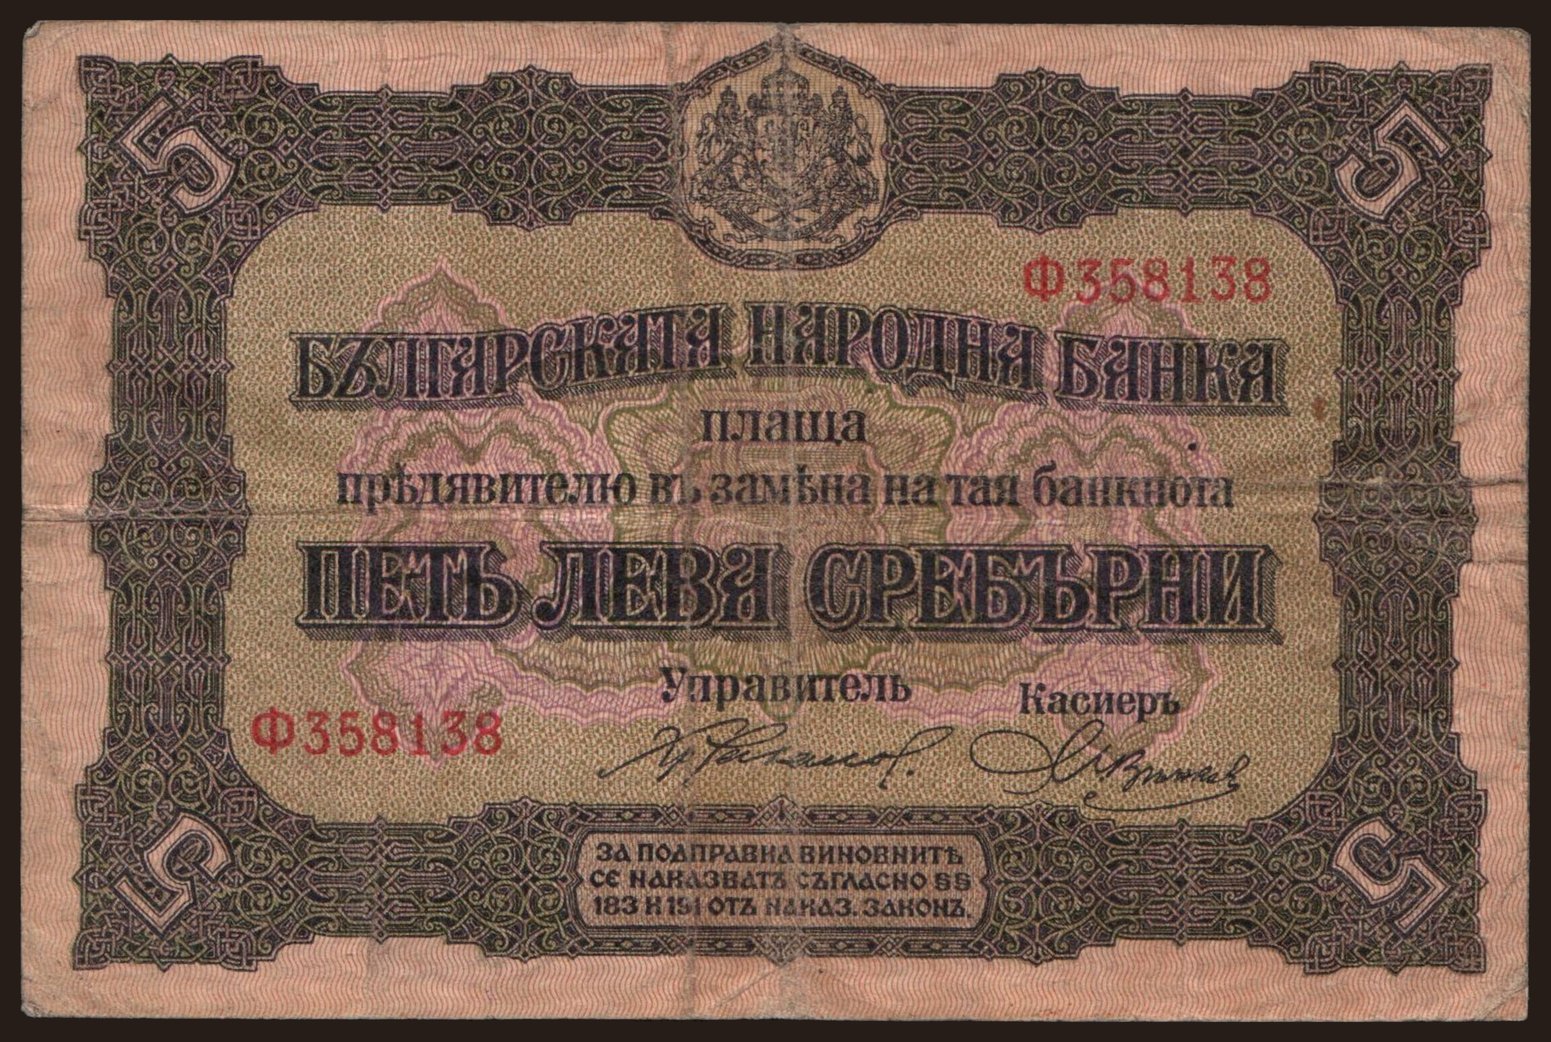 5 5
Ф358138
БЪЛГАРСКАТА НАРОДНА БАНКА
плаща
прѣдявителю въ замѣна на тая банкнота
ПЕТЬ ЛЕВА СРЕБЪРНИ
Управитель Касиеръ
Ф358138
5 5
ЗА ПОДПРАВКА ВИНОВНИТѢ
СЕ НАКАЗВАТЪ СЪГЛАСНО §§
183 И 191 ОТЪ НАКАЗ. ЗАКОНЪ.